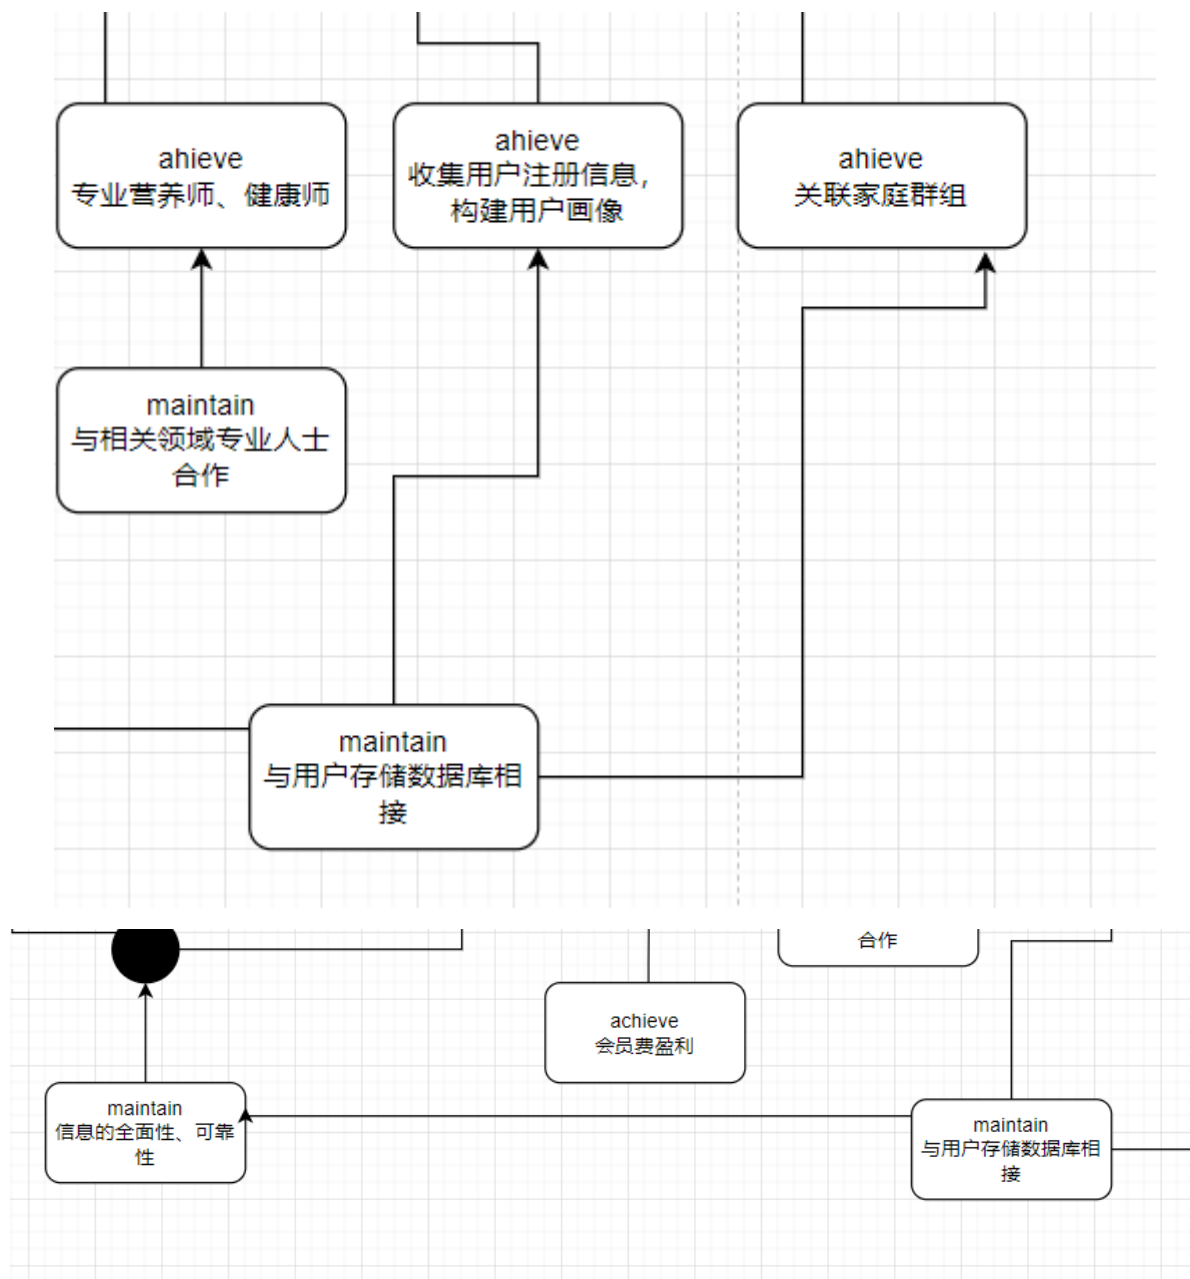 ahieve
专业营养师、健康师
ahieve
收集用户注册信息，
构建用户画像
ahieve
关联家庭群组
maintain
与相关领域专业人士
合作
maintain
与用户存储数据库相
接
合作
achieve
会员费盈利
maintain
信息的全面性、可靠
性
maintain
与用户存储数据库相
接